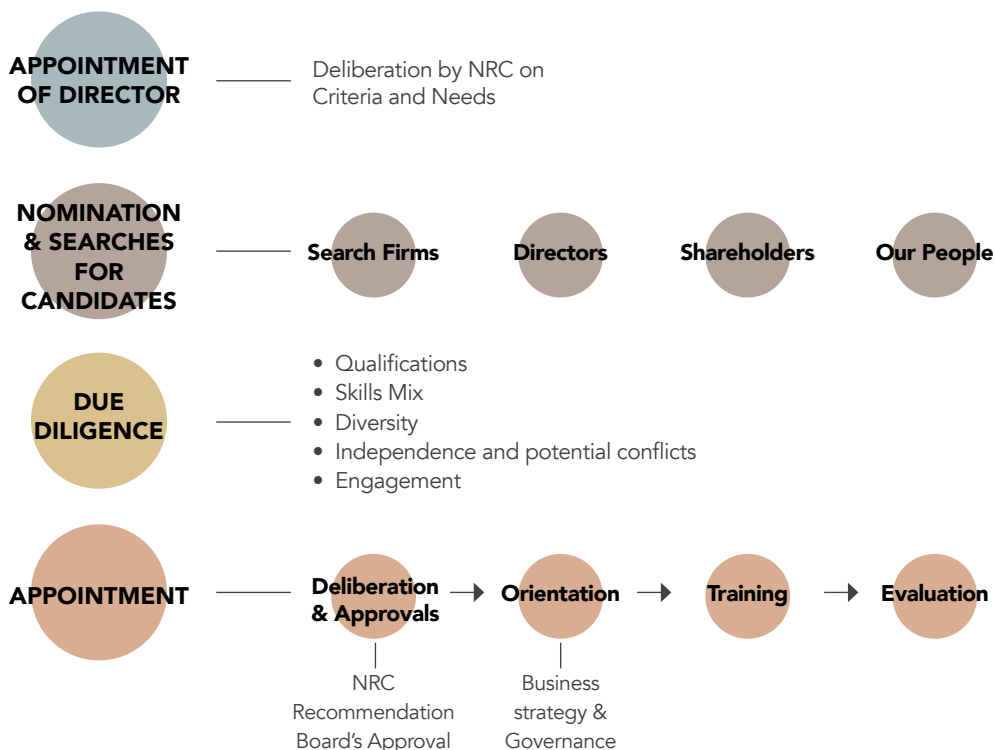 APPOINTMENT
OF DIRECTOR
Deliberation by NRC on
Criteria and Needs
NOMINATION
& SEARCHES
FOR
CANDIDATES
Search Firms
Directors
Shareholders
Our People
DUE
DILIGENCE
• Qualifications
• Skills Mix
• Diversity
• Independence and potential conflicts
• Engagement
APPOINTMENT
Deliberation
& Approvals
Orientation
Training
Evaluation
NRC
Recommendation
Board's Approval
Business
strategy &
Governance